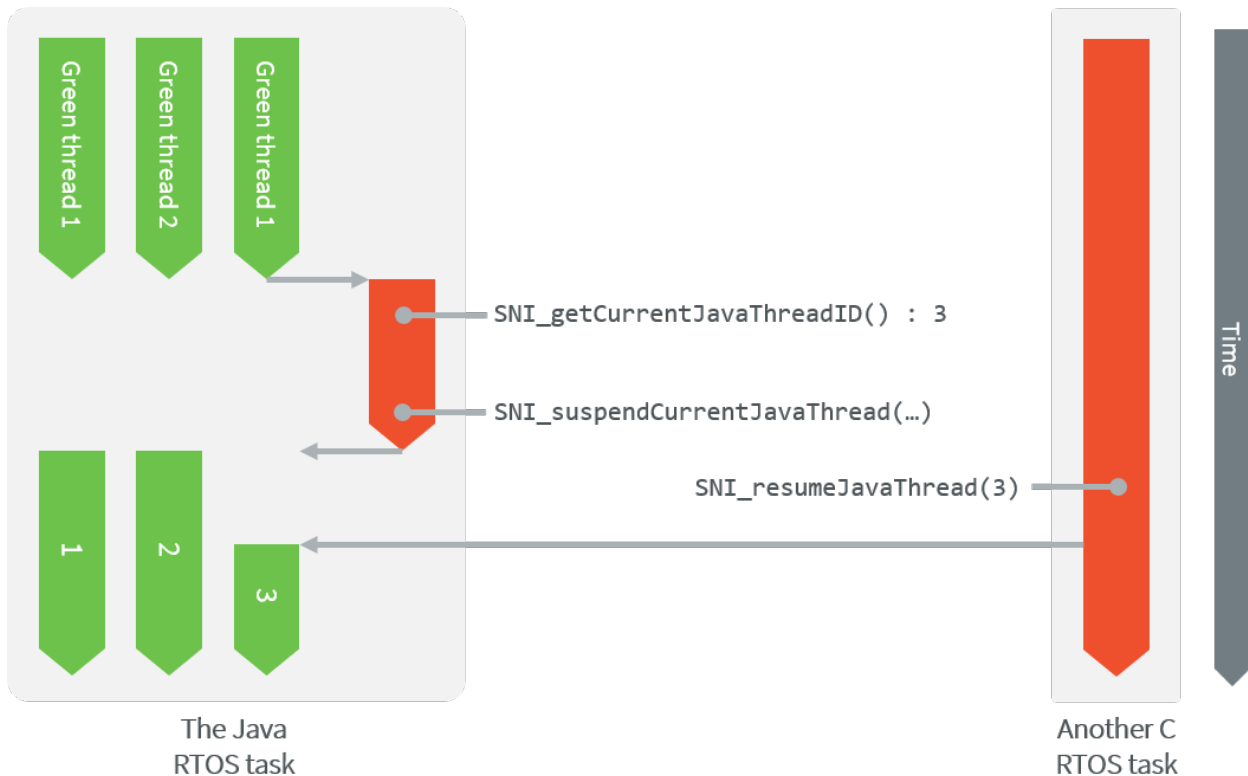 Green thread 1
Green thread 2
Green thread 1
SNI_getCurrentJavaThreadID() : 3
SNI_suspendCurrentJavaThread(…)
SNI_resumeJavaThread(3)
Time
1
2
3
The Java
RTOS task
Another C
RTOS task